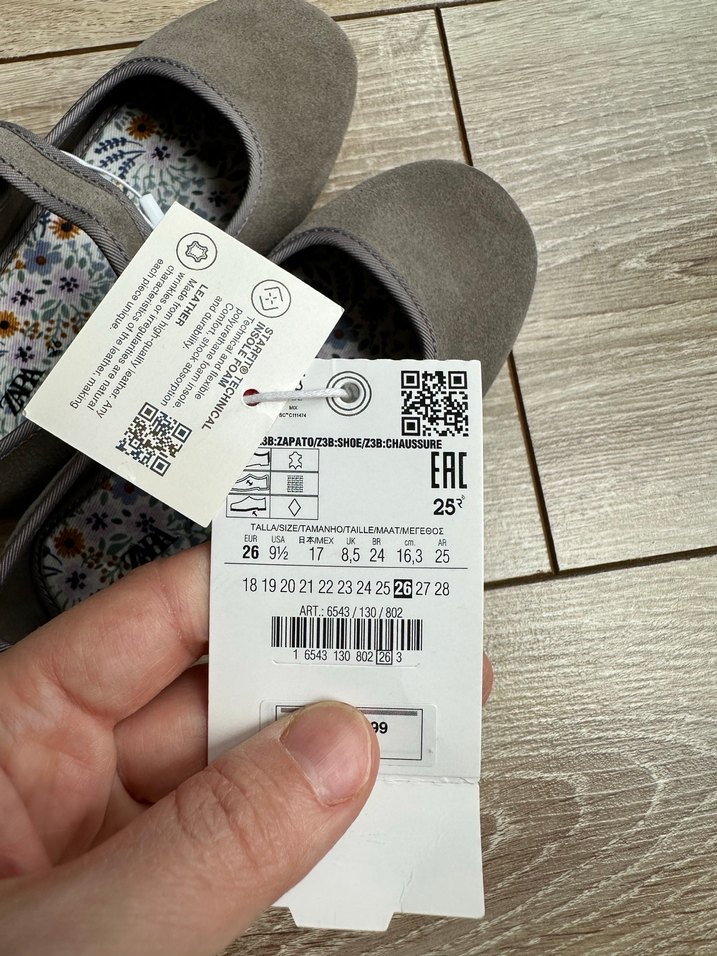 STARFIT® TECHNICAL
INSOLE FOAM
Technical and flexible
polyurethane foam insole.
Comfort, shock absorption
and durability.
LEATHER
Made from high-quality leather. Any
wrinkles or irregularities are natural
characteristics of the leather, making
each piece unique.
ZARA
ZARA
MIX
C111474
Z3B:ZAPATO/Z3B:SHOE/Z3B:CHAUSSURE
EAC
25
TALLA/SIZE/TAMANHO/TAILLE/MAAT/ΜΕΓΕΘΟΣ
EUR USA 日本/MEX UK BR cm. AR
26 9½ 17 8,5 24 16,3 25
18 19 20 21 22 23 24 25 26 27 28
ART.: 6543 / 130 / 802
1 6543 130 802 26 3
99